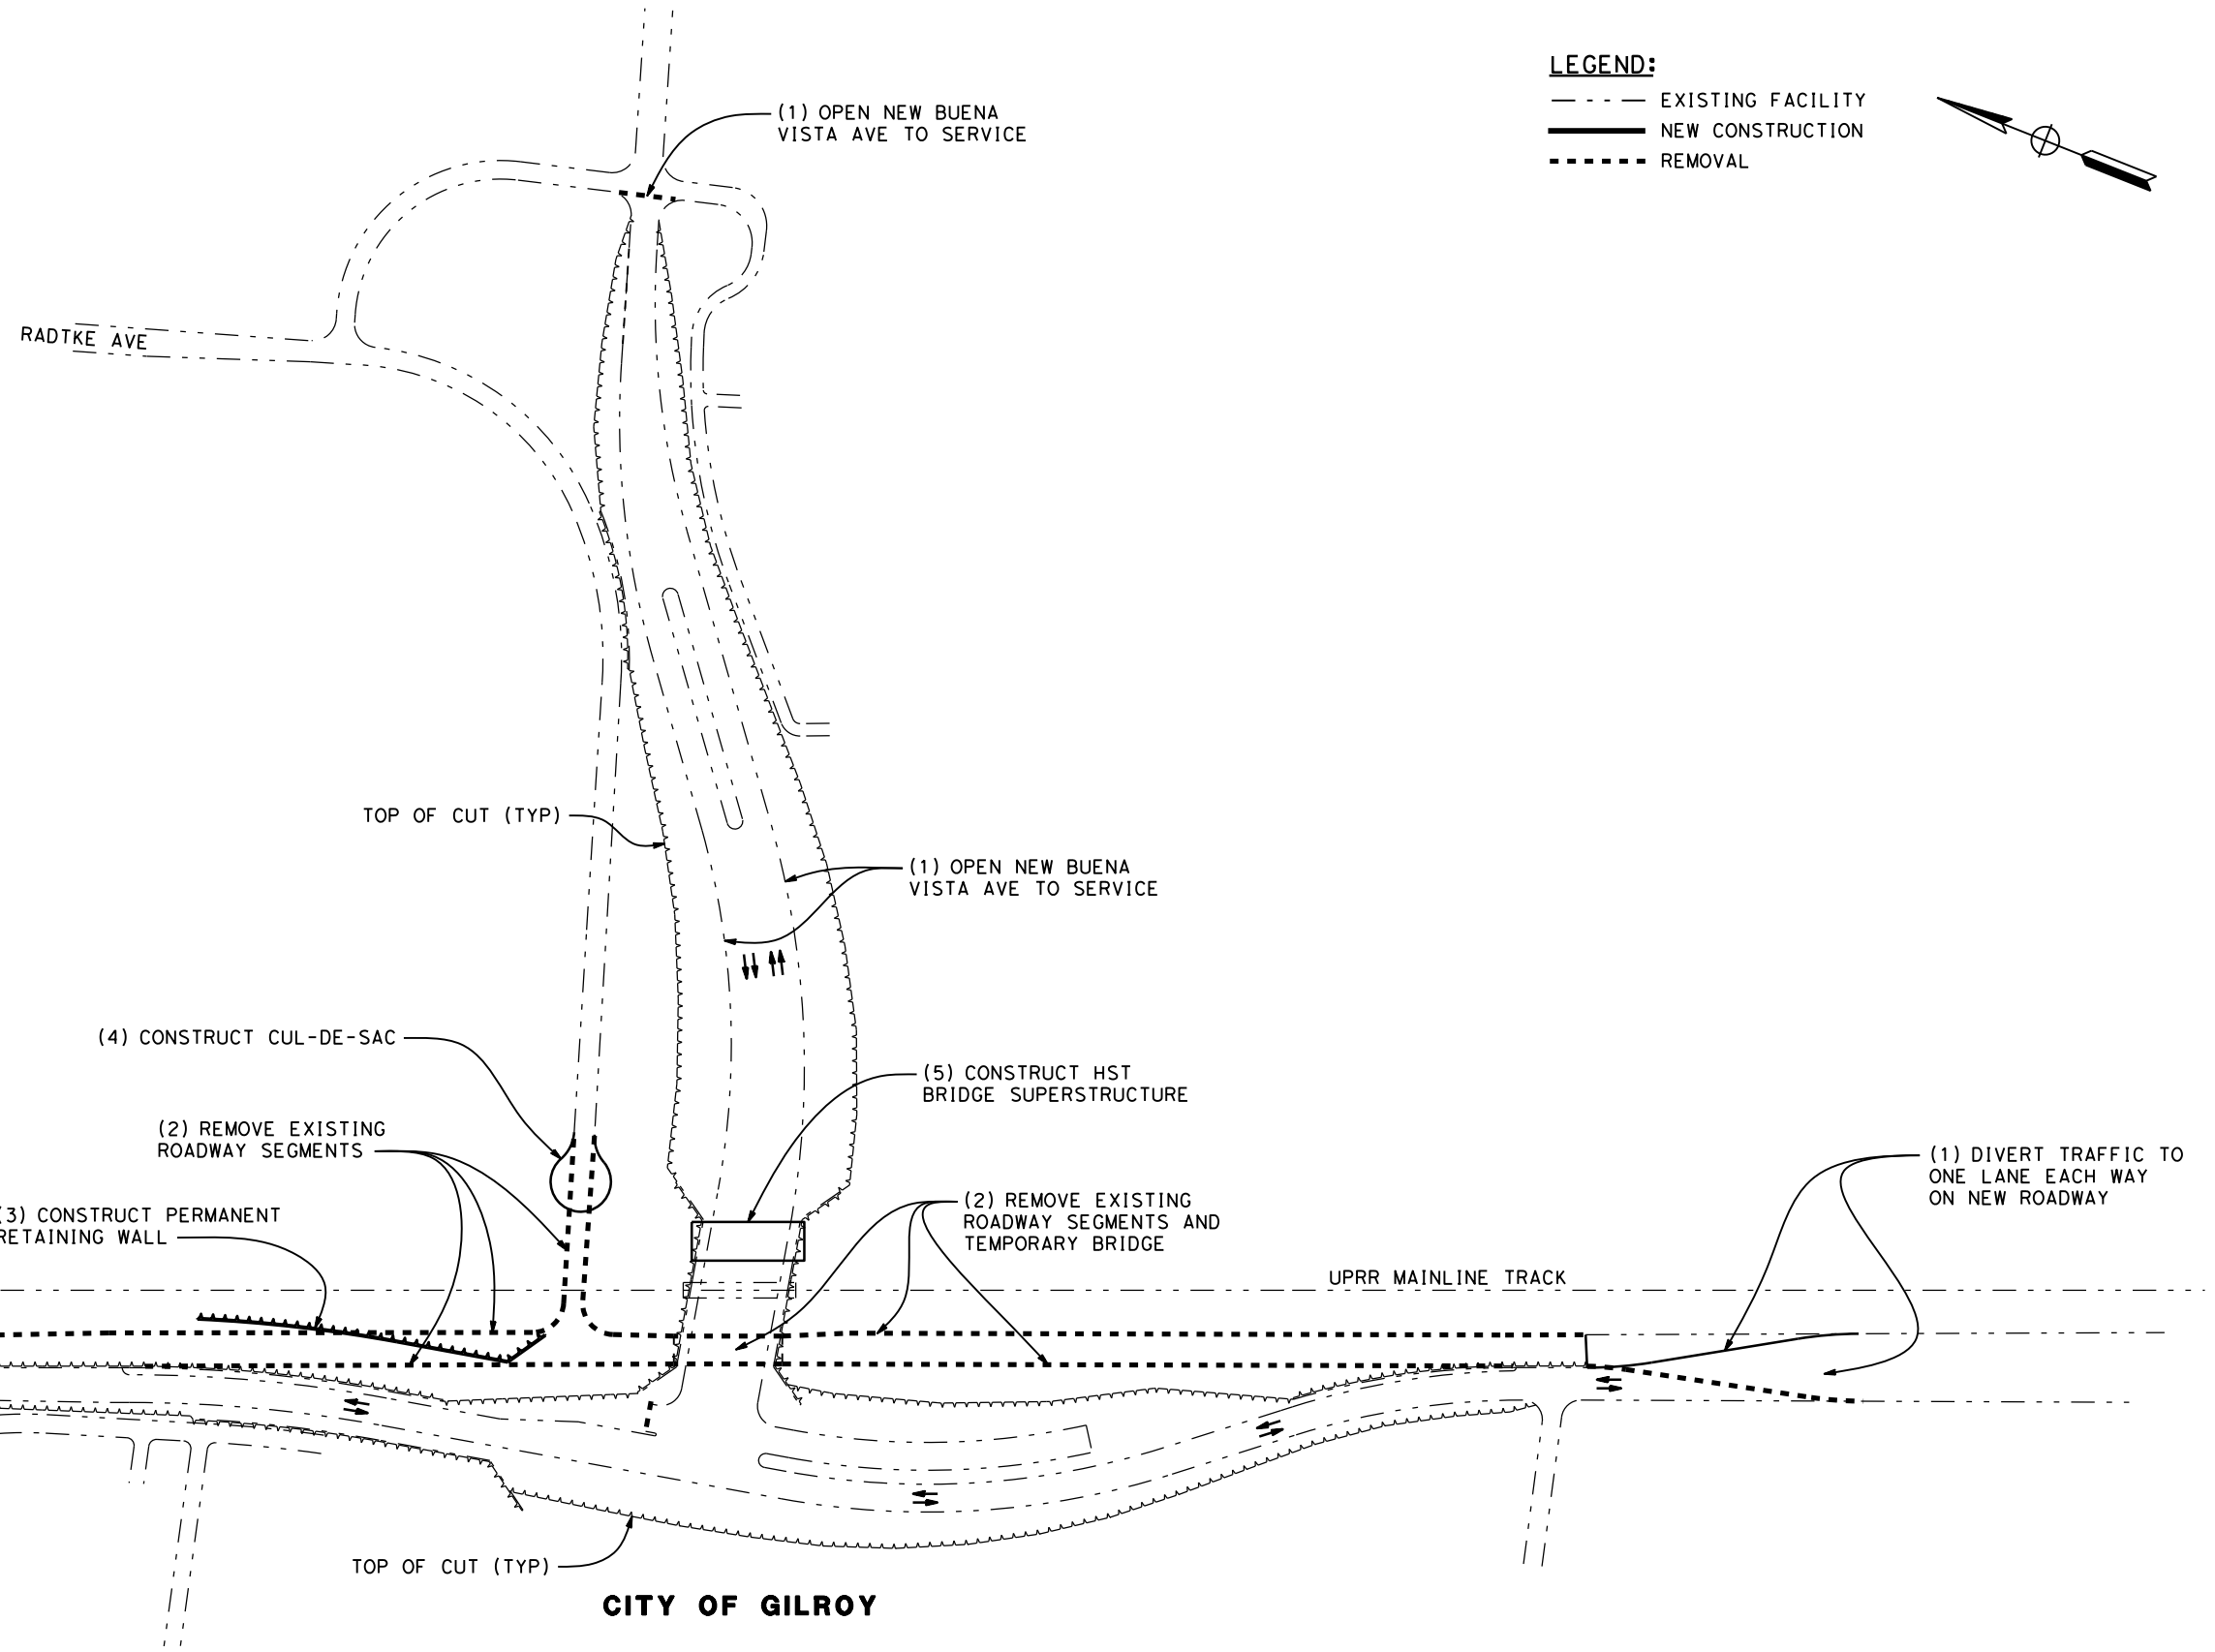 LEGEND:
EXISTING FACILITY
NEW CONSTRUCTION
REMOVAL
(1) OPEN NEW BUENA
VISTA AVE TO SERVICE
RADTKE AVE
TOP OF CUT (TYP)
(1) OPEN NEW BUENA
VISTA AVE TO SERVICE
(4) CONSTRUCT CUL-DE-SAC
(5) CONSTRUCT HST
BRIDGE SUPERSTRUCTURE
(2) REMOVE EXISTING
ROADWAY SEGMENTS
(1) DIVERT TRAFFIC TO
ONE LANE EACH WAY
ON NEW ROADWAY
(3) CONSTRUCT PERMANENT
RETAINING WALL
(2) REMOVE EXISTING
ROADWAY SEGMENTS AND
TEMPORARY BRIDGE
UPRR MAINLINE TRACK
TOP OF CUT (TYP)
CITY OF GILROY